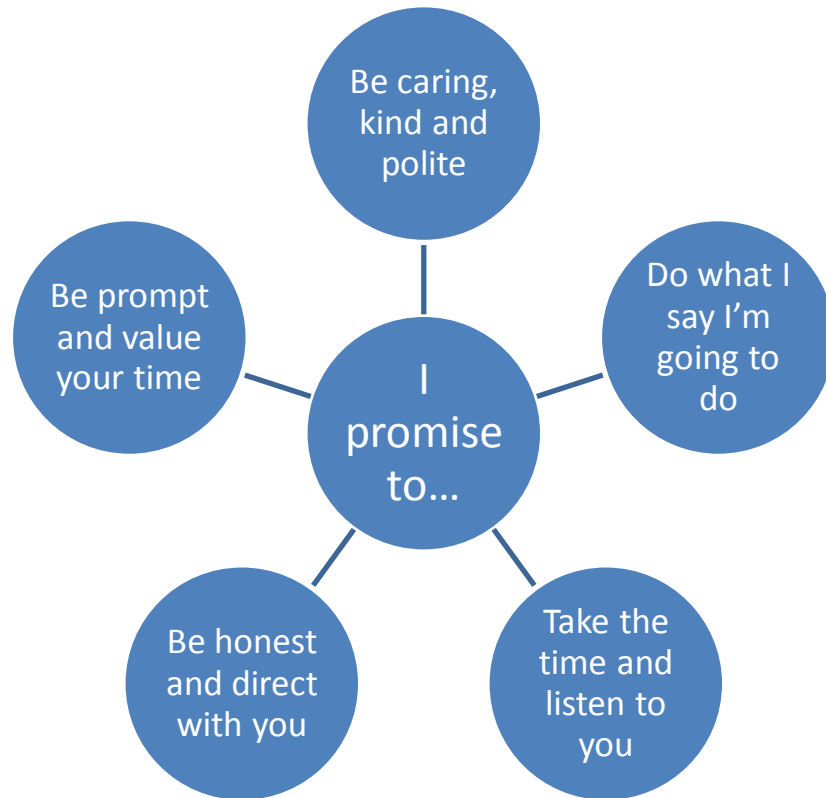 Be caring,
kind and
polite
Do what I
say I’m
going to
do
Take the
time and
listen to
you
Be honest
and direct
with you
Be prompt
and value
your time
I
promise
to…